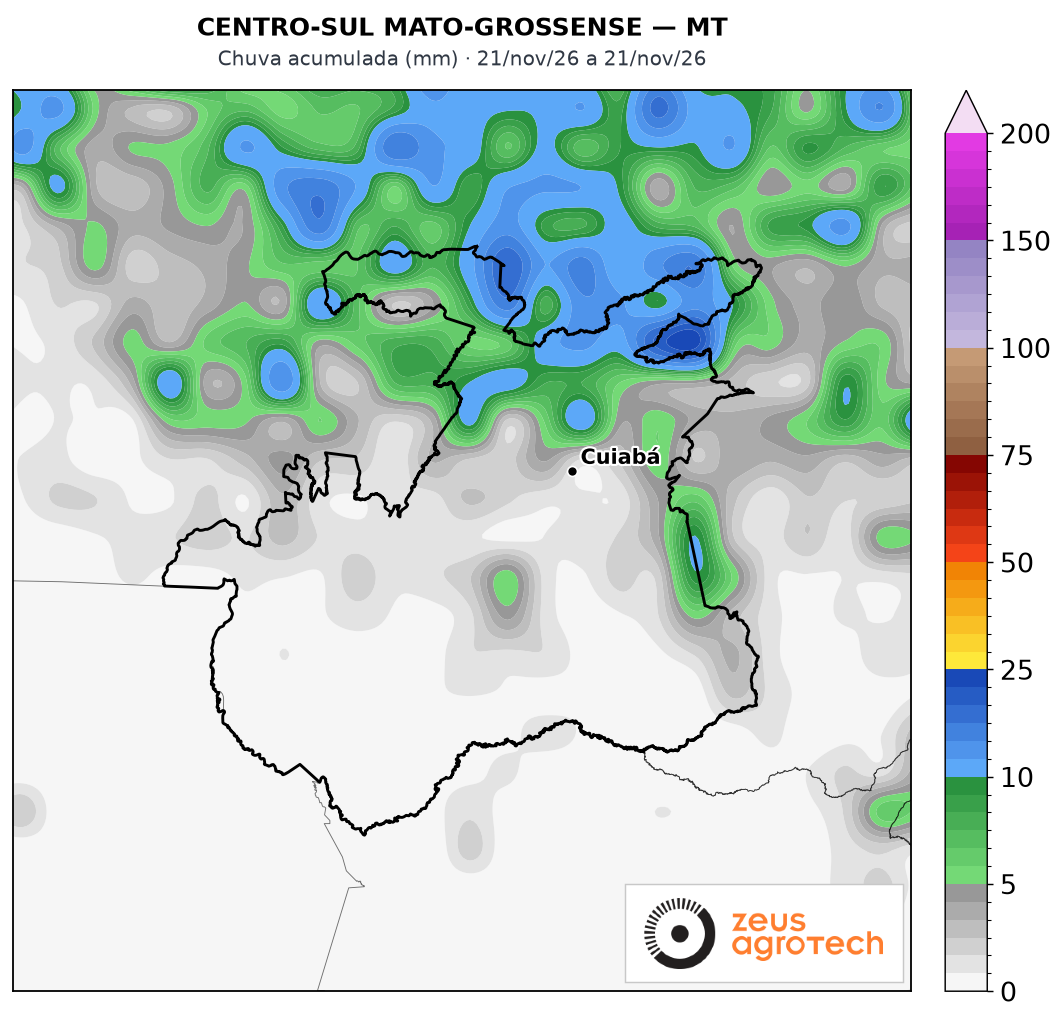 CENTRO-SUL MATO-GROSSENSE — MT
Chuva acumulada (mm) · 21/nov/26 a 21/nov/26
200
150
100
75
50
25
10
5
0
Cuiabá
zeus
agrotech